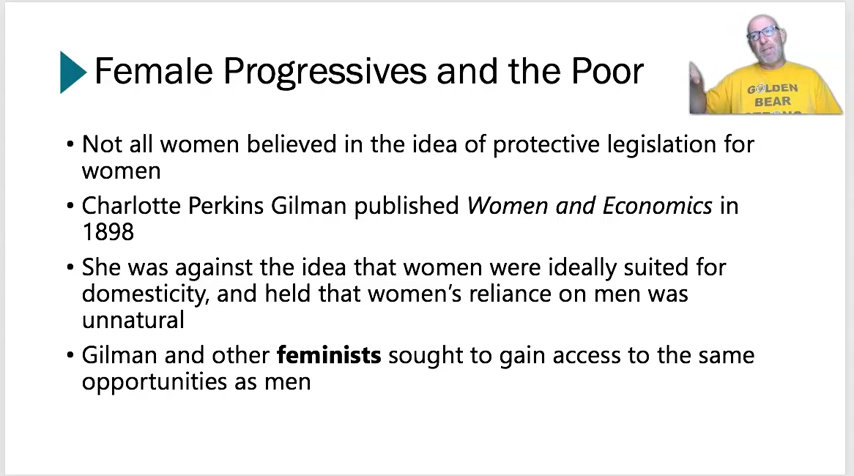 Female Progressives and the Poor
GOLDEN
BEAR
STRONG
• Not all women believed in the idea of protective legislation for
women
• Charlotte Perkins Gilman published Women and Economics in
1898
• She was against the idea that women were ideally suited for
domesticity, and held that women’s reliance on men was
unnatural
• Gilman and other feminists sought to gain access to the same
opportunities as men